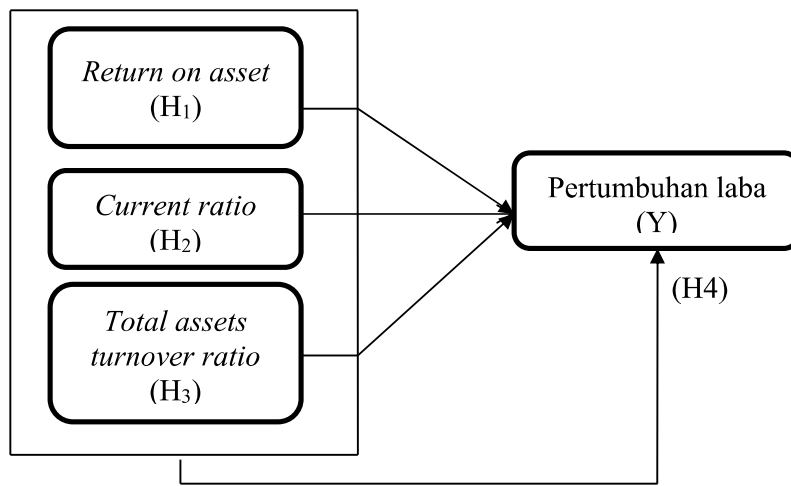 Return on asset
(H₁)
Current ratio
(H₂)
Total assets
turnover ratio
(H₃)
Pertumbuhan laba
(Y)
(H4)